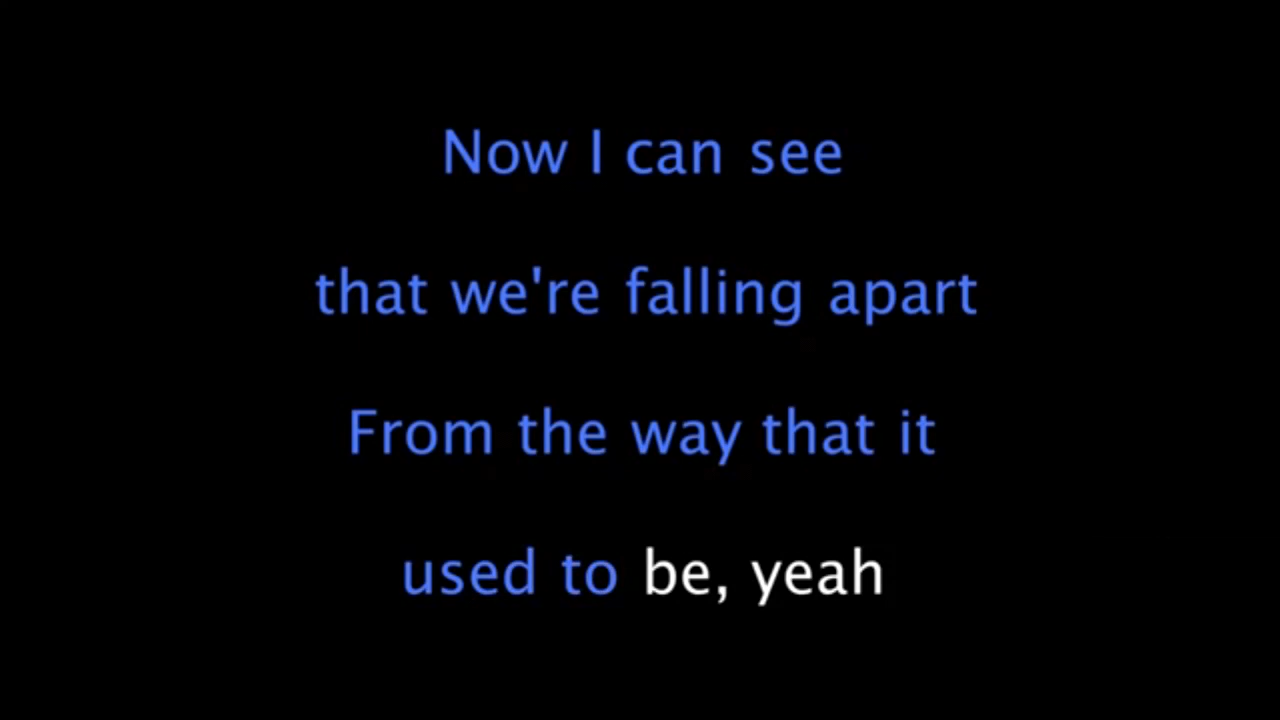 Now I can see
that we're falling apart
From the way that it
used to be, yeah